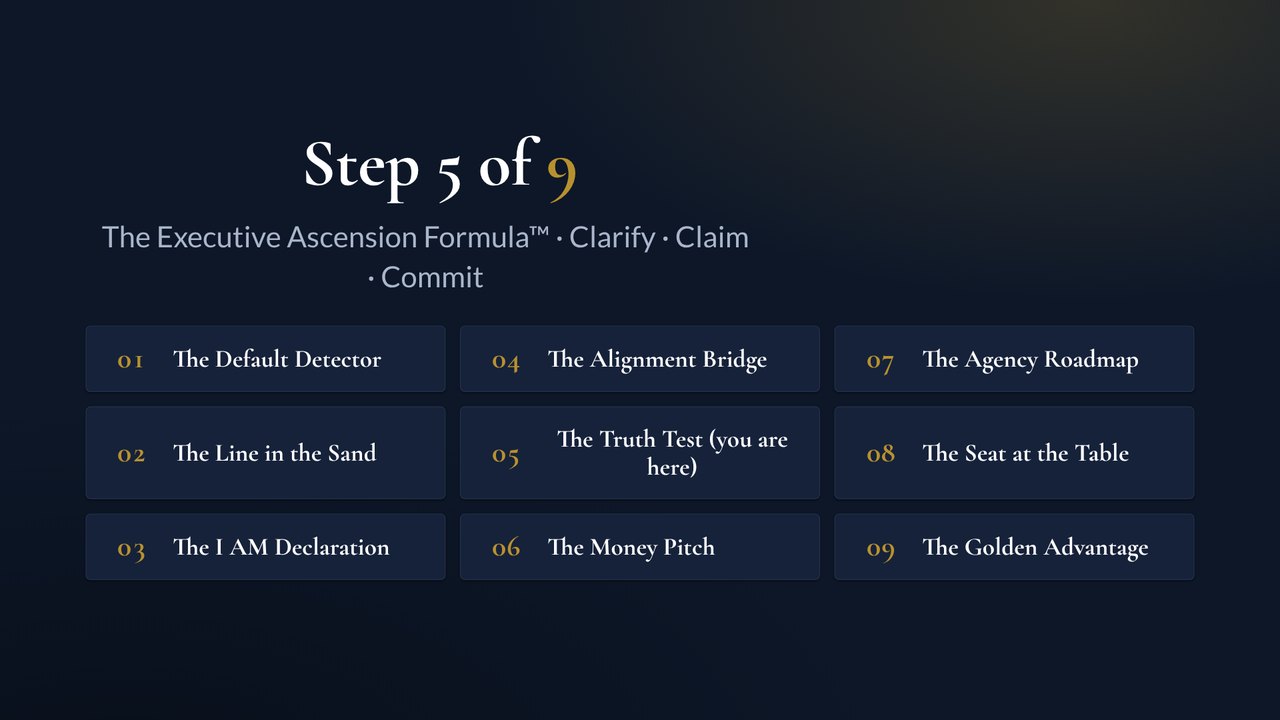 Step 5 of 9
The Executive Ascension Formula™ · Clarify · Claim
· Commit
01 The Default Detector
04 The Alignment Bridge
07 The Agency Roadmap
02 The Line in the Sand
05 The Truth Test (you are
here)
08 The Seat at the Table
03 The I AM Declaration
06 The Money Pitch
09 The Golden Advantage